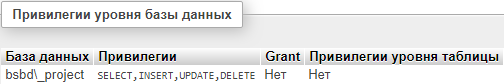 Привилегии уровня базы данных
База данных Привилегии Grant Привилегии уровня таблицы
bsbd\_project SELECT,INSERT,UPDATE,DELETE Нет Нет